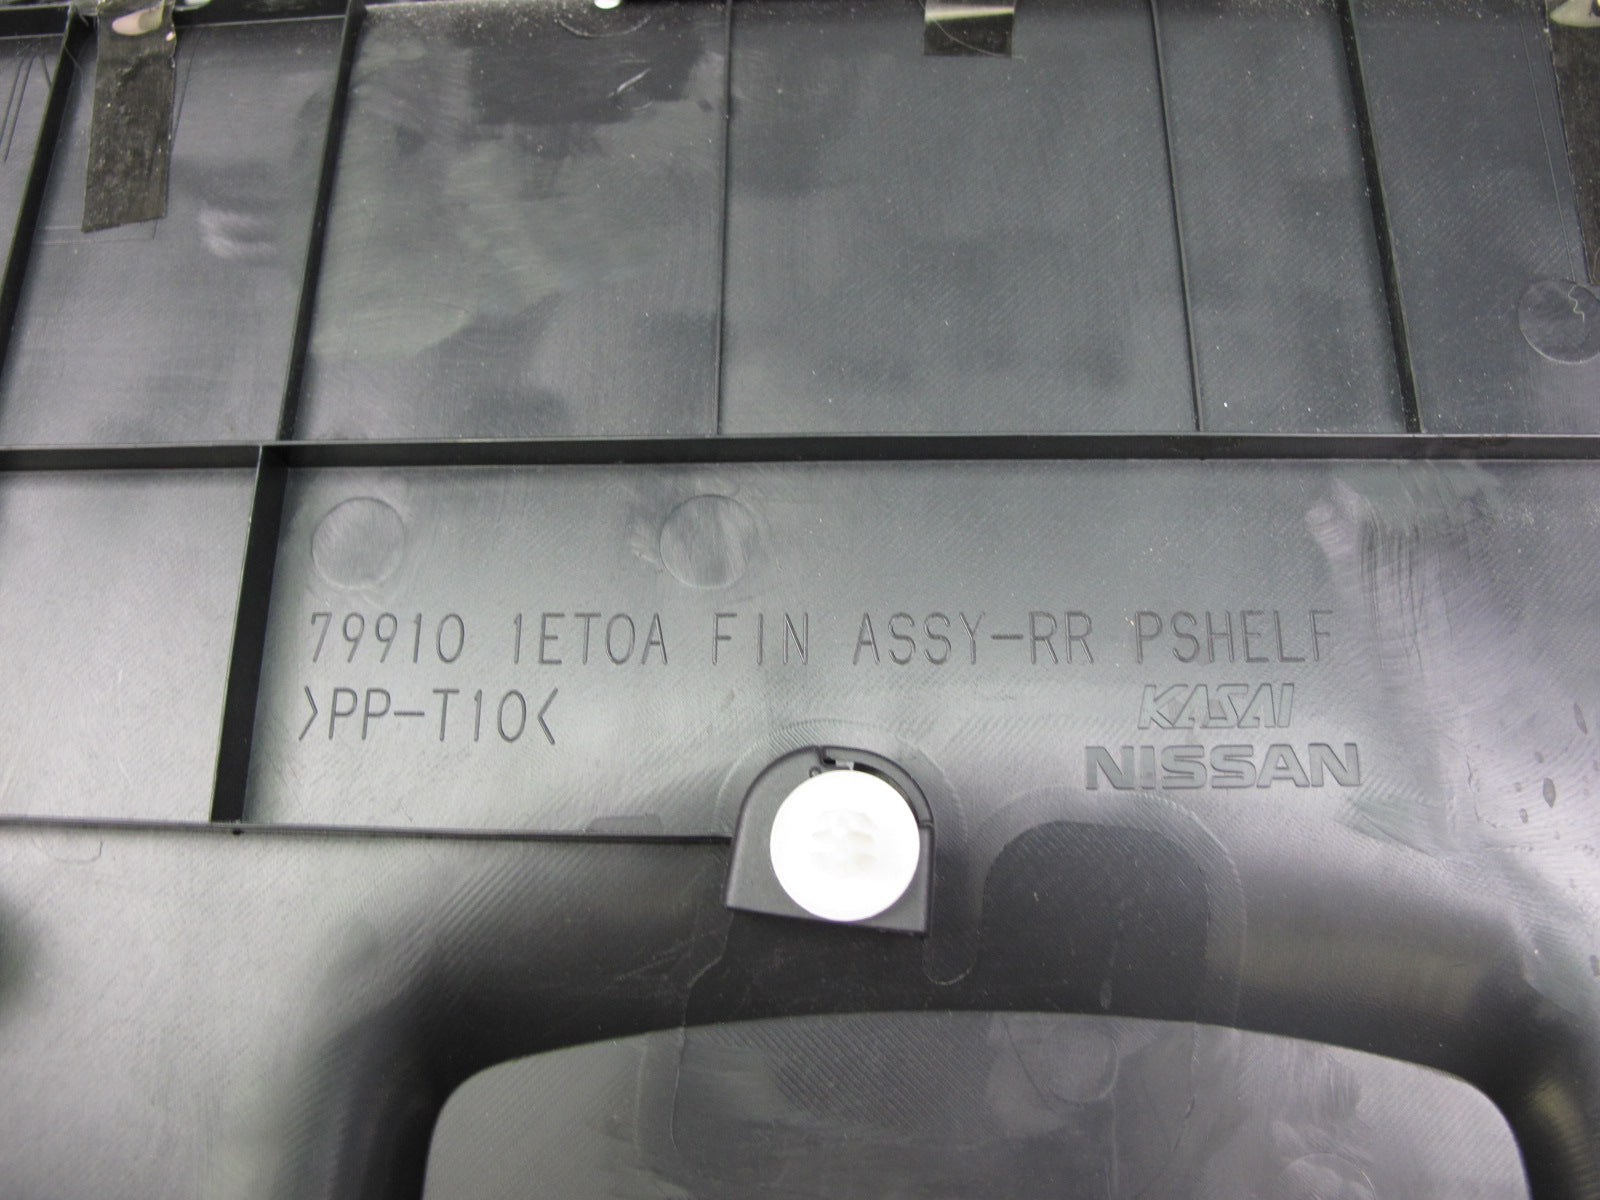 79910 1ET0A FIN ASSY-RR PSHELF
>PP-T10<
KASAI
NISSAN